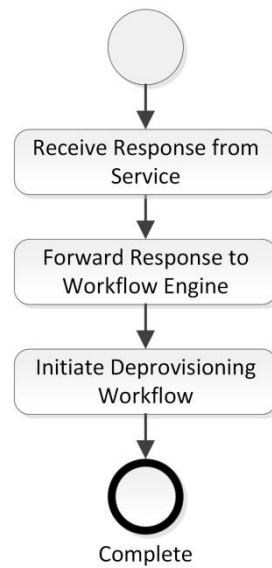 Receive Response from
Service
Forward Response to
Workflow Engine
Initiate Deprovisioning
Workflow
Complete